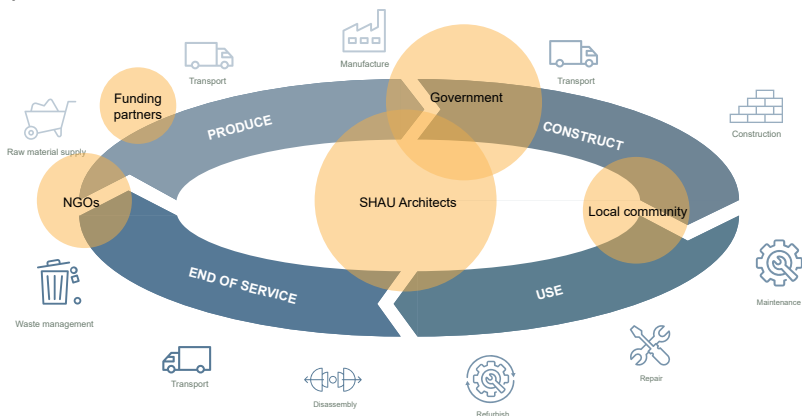 Manufacture
Transport
Transport
Funding
partners
Government
PRODUCE
CONSTRUCT
Construction
Raw material supply
NGOs
SHAU Architects
Local community
END OF SERVICE
USE
Maintenance
Waste management
Transport
Disassembly
Repair
Refurbish